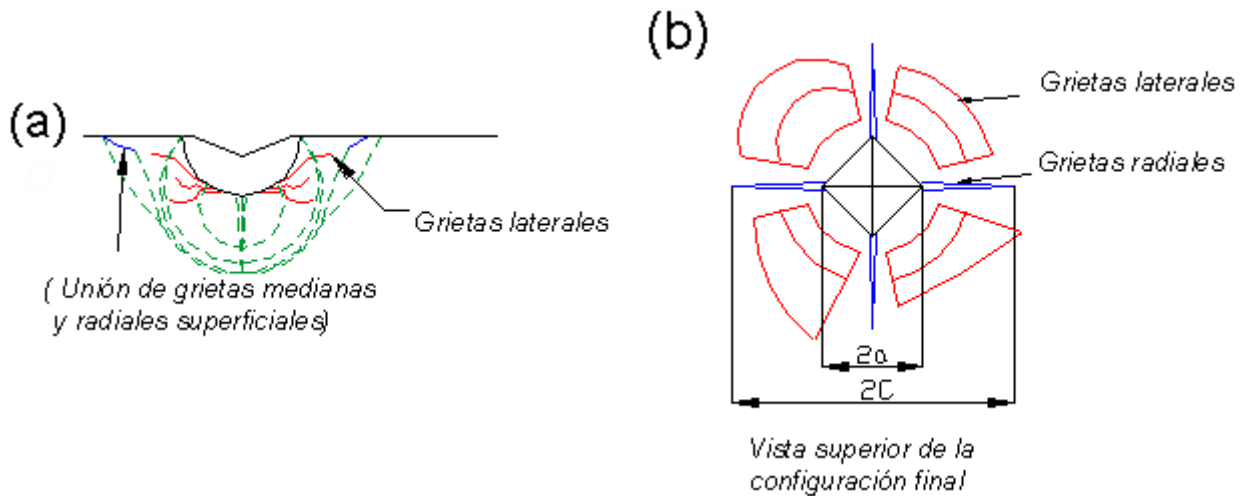 (a)
Grietas laterales
( Unión de grietas medianas
y radiales superficiales)
(b)
Grietas laterales
Grietas radiales
2a
2C
Vista superior de la
configuración final